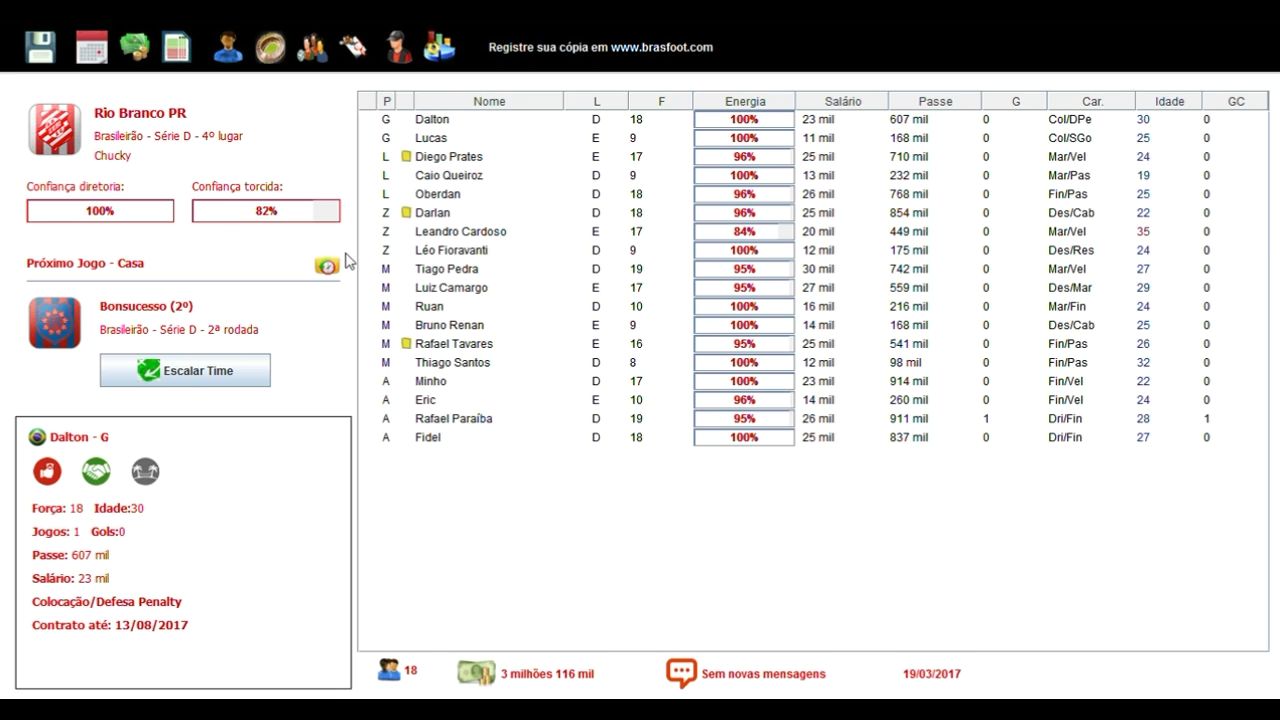 Registre sua cópia em www.brasfoot.com
Rio Branco PR
Brasileirão - Série D - 4º lugar
Chucky
Confiança diretoria: Confiança torcida:
100% 82%
Próximo Jogo - Casa
Bonsucesso (2º)
Brasileirão - Série D - 2ª rodada
Escalar Time
Dalton - G
Força: 18 Idade:30
Jogos: 1 Gols:0
Passe: 607 mil
Salário: 23 mil
Colocação/Defesa Penalty
Contrato até: 13/08/2017
P Nome L F Energia Salário Passe G Car. Idade GC
G Dalton D 18 100% 23 mil 607 mil 0 Col/DPe 30 0
G Lucas E 9 100% 11 mil 168 mil 0 Col/SGo 25 0
L Diego Prates E 17 96% 25 mil 710 mil 0 Mar/Vel 24 0
L Caio Queiroz D 9 100% 13 mil 232 mil 0 Mar/Pas 19 0
L Oberdan D 18 96% 26 mil 768 mil 0 Fin/Pas 25 0
Z Darlan D 18 96% 25 mil 854 mil 0 Des/Cab 22 0
Z Leandro Cardoso E 17 84% 20 mil 449 mil 0 Mar/Vel 35 0
Z Léo Fioravanti D 9 100% 12 mil 175 mil 0 Des/Res 24 0
M Tiago Pedra D 19 95% 30 mil 742 mil 0 Mar/Vel 27 0
M Luiz Camargo E 17 95% 27 mil 559 mil 0 Des/Mar 29 0
M Ruan D 10 100% 16 mil 216 mil 0 Mar/Fin 24 0
M Bruno Renan E 9 100% 14 mil 168 mil 0 Des/Cab 25 0
M Rafael Tavares E 16 95% 25 mil 541 mil 0 Fin/Pas 26 0
M Thiago Santos D 8 100% 12 mil 98 mil 0 Fin/Pas 32 0
A Minho D 17 100% 23 mil 914 mil 0 Fin/Vel 22 0
A Eric E 10 96% 14 mil 260 mil 0 Fin/Vel 24 0
A Rafael Paraíba D 19 95% 26 mil 911 mil 1 Dri/Fin 28 1
A Fidel D 18 100% 25 mil 837 mil 0 Dri/Fin 27 0
18 3 milhões 116 mil Sem novas mensagens 19/03/2017